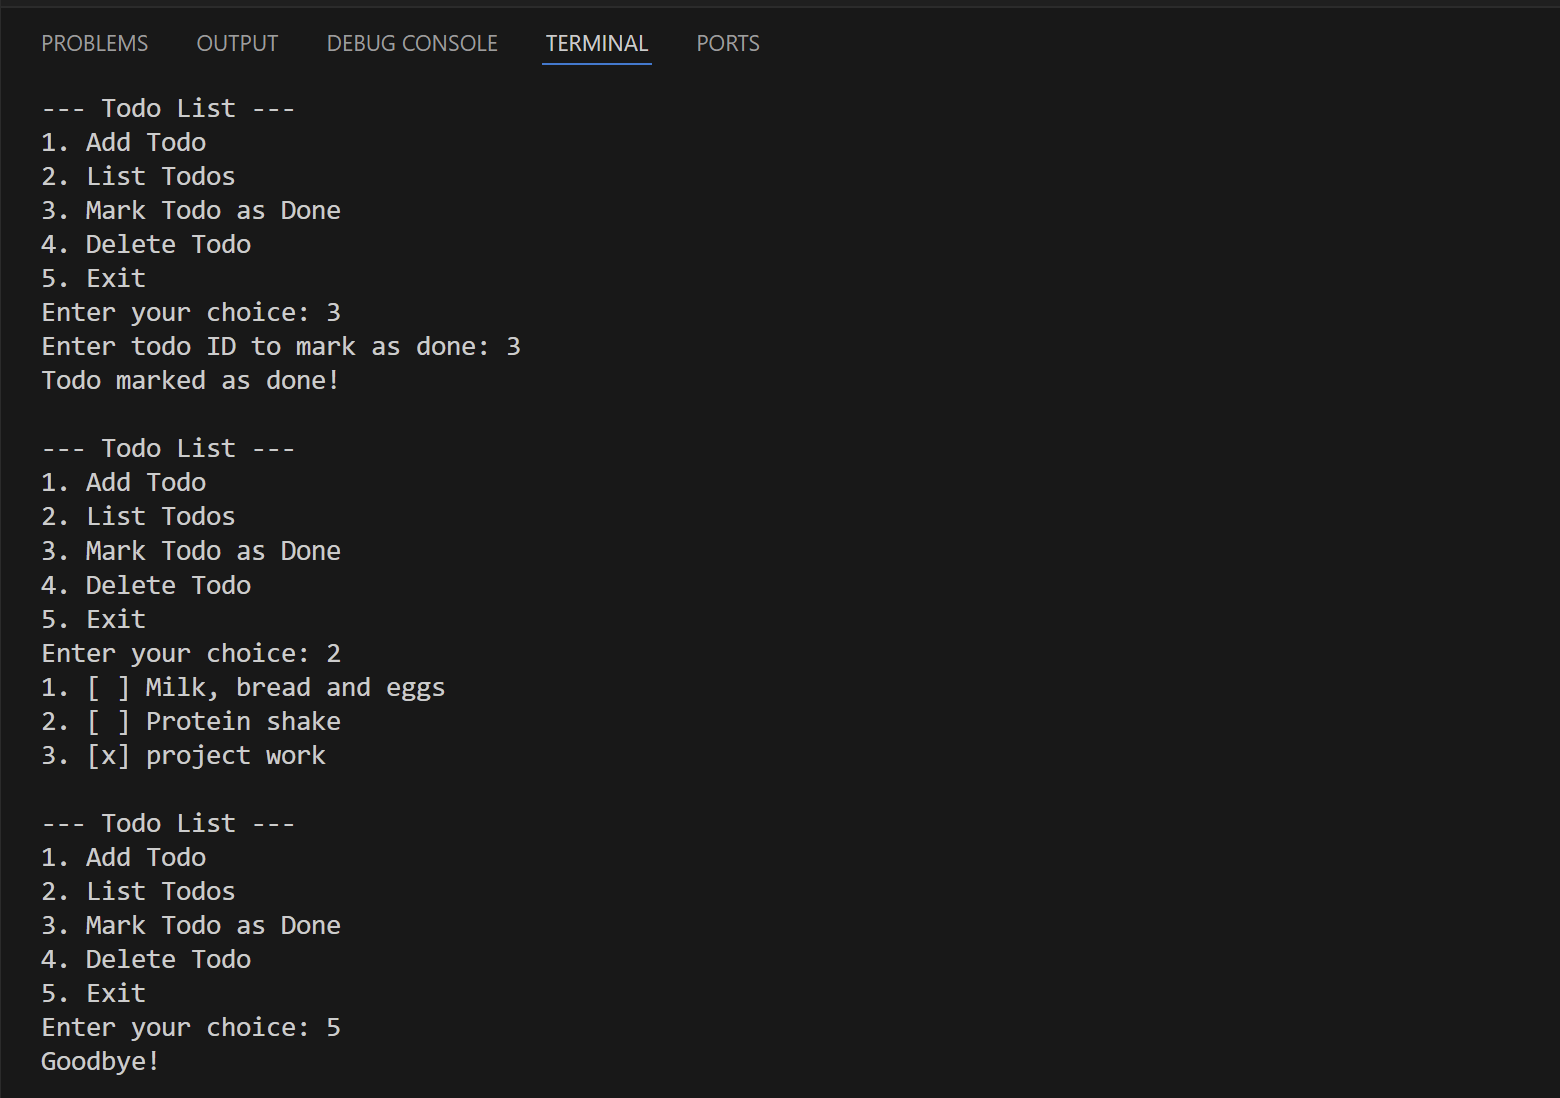 PROBLEMS OUTPUT DEBUG CONSOLE TERMINAL PORTS
--- Todo List ---
1. Add Todo
2. List Todos
3. Mark Todo as Done
4. Delete Todo
5. Exit
Enter your choice: 3
Enter todo ID to mark as done: 3
Todo marked as done!
--- Todo List ---
1. Add Todo
2. List Todos
3. Mark Todo as Done
4. Delete Todo
5. Exit
Enter your choice: 2
1. [ ] Milk, bread and eggs
2. [ ] Protein shake
3. [x] project work
--- Todo List ---
1. Add Todo
2. List Todos
3. Mark Todo as Done
4. Delete Todo
5. Exit
Enter your choice: 5
Goodbye!